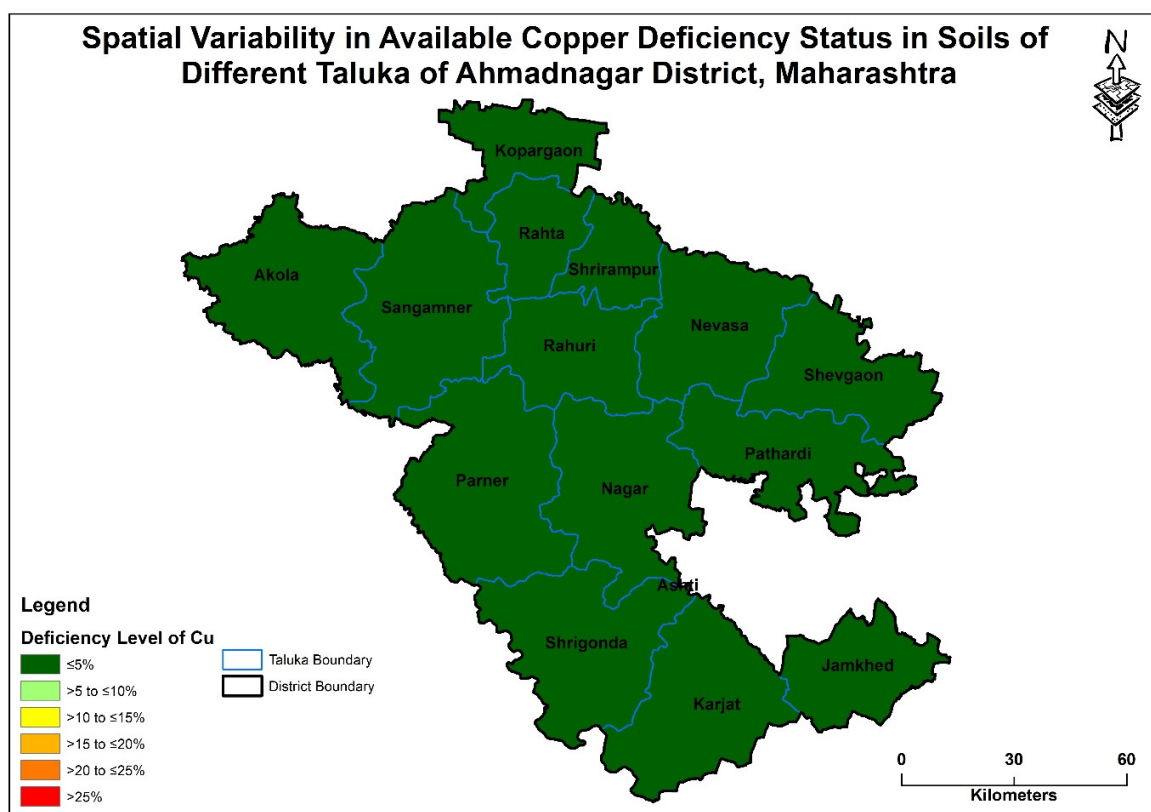 Spatial Variability in Available Copper Deficiency Status in Soils of
Different Taluka of Ahmadnagar District, Maharashtra
N
Kopargaon
Rahta
Akola
Shrirampur
Sangamner
Nevasa
Rahuri
Shevgaon
Pathardi
Parner
Nagar
Ashti
Shrigonda
Jamkhed
Karjat
Legend
Deficiency Level of Cu
≤5%
>5 to ≤10%
>10 to ≤15%
>15 to ≤20%
>20 to ≤25%
>25%
Taluka Boundary
District Boundary
0 30 60
Kilometers